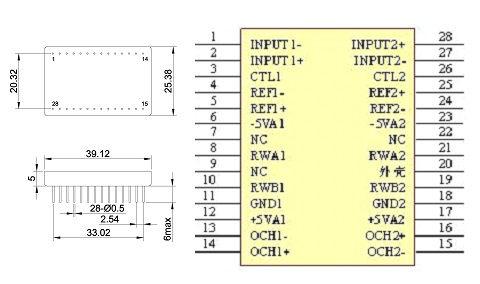 1 14
28 15
20.32
25.38
39.12
5
28-Ø0.5
2.54
33.02
6max
1 INPUT1- INPUT2+ 28
2 INPUT1+ INPUT2- 27
3 CTL1 CTL2 26
4 REF1- REF2+ 25
5 REF1+ REF2- 24
6 -5VA1 -5VA2 23
7 NC NC 22
8 RWA1 RWA2 21
9 NC 外壳 20
10 RWB1 RWB2 19
11 GND1 GND2 18
12 +5VA1 +5VA2 17
13 OCH1- OCH2+ 16
14 OCH1+ OCH2- 15